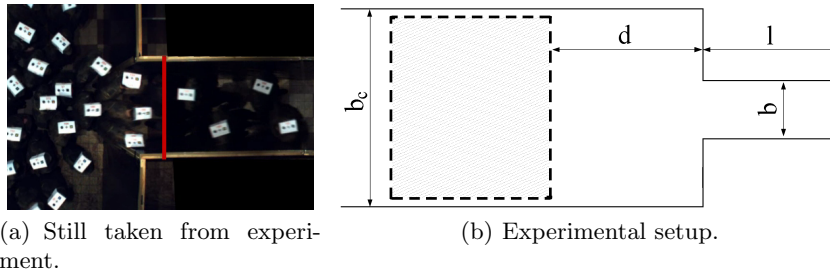 b_c
d
l
b
(a) Still taken from experi-
ment.
(b) Experimental setup.